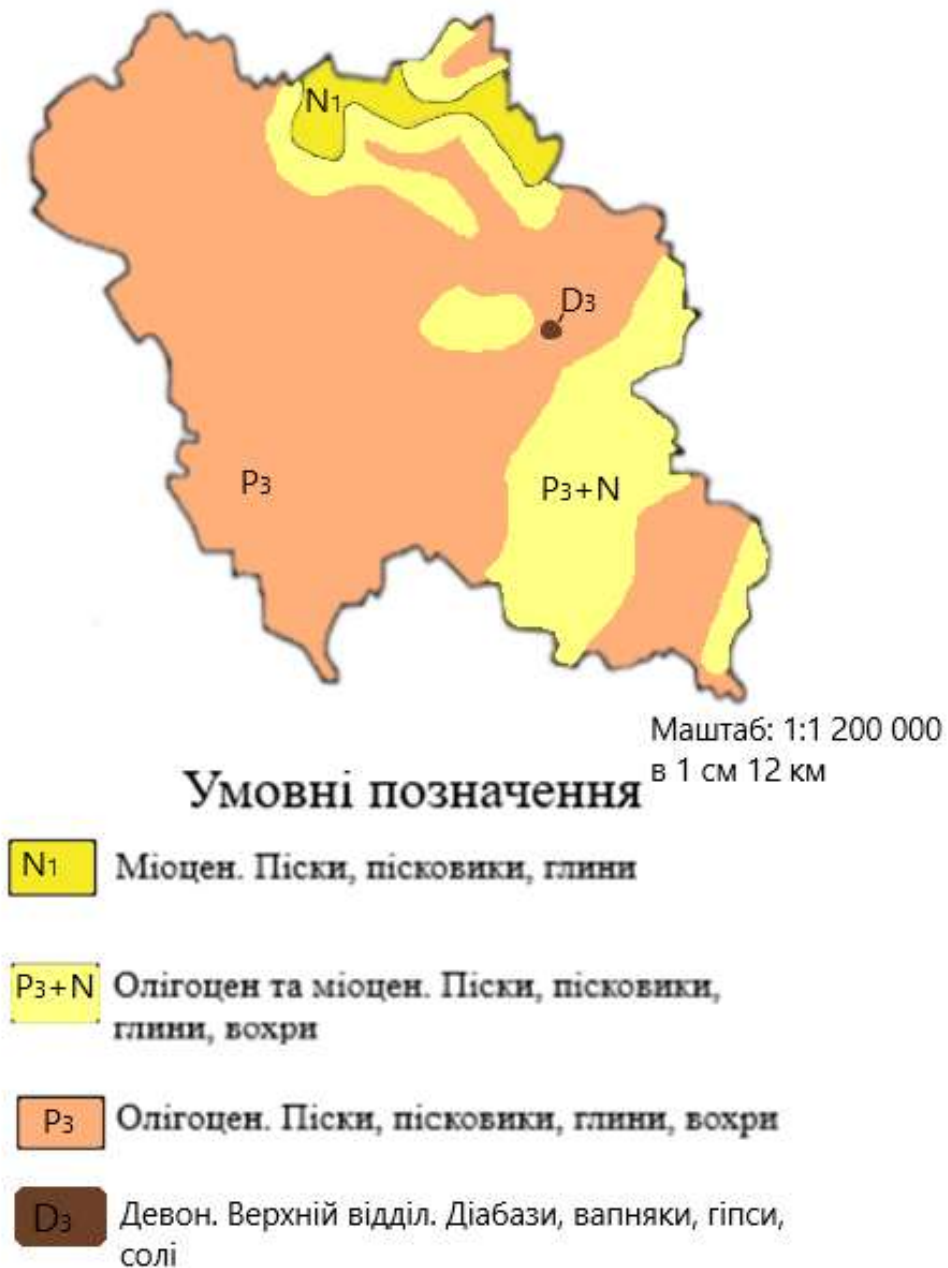 N1
D3
P3
P3+N
Маштаб: 1:1 200 000
в 1 см 12 км
Умовні позначення
N1 Міоцен. Піски, пісковики, глини
P3+N Олігоцен та міоцен. Піски, пісковики,
глини, вохри
P3 Олігоцен. Піски, пісковики, глини, вохри
D3 Девон. Верхній відділ. Діабази, вапняки, гіпси,
солі